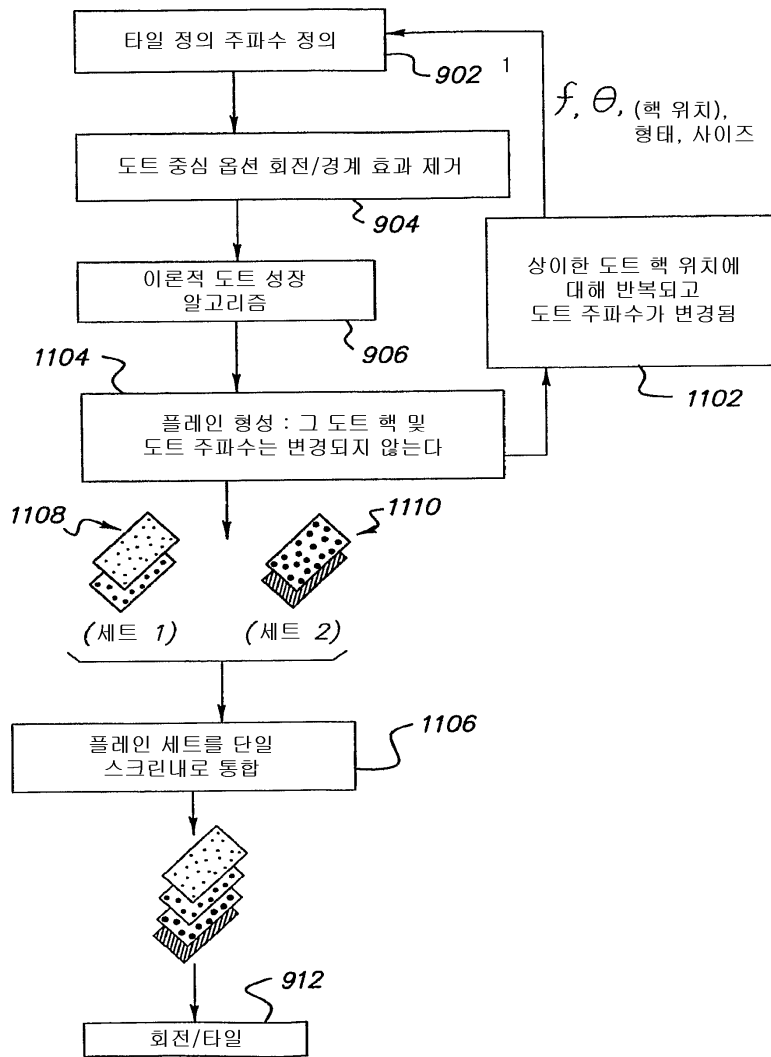 타일 정의 주파수 정의
902
1
f, θ, (핵 위치),
형태, 사이즈
도트 중심 옵션 회전/경계 효과 제거
904
이론적 도트 성장
알고리즘
906
상이한 도트 핵 위치에
대해 반복되고
도트 주파수가 변경됨
1102
1104
플레인 형성 : 그 도트 핵 및
도트 주파수는 변경되지 않는다
1108
1110
(세트 1)
(세트 2)
플레인 세트를 단일
스크린내로 통합
1106
912
회전/타일